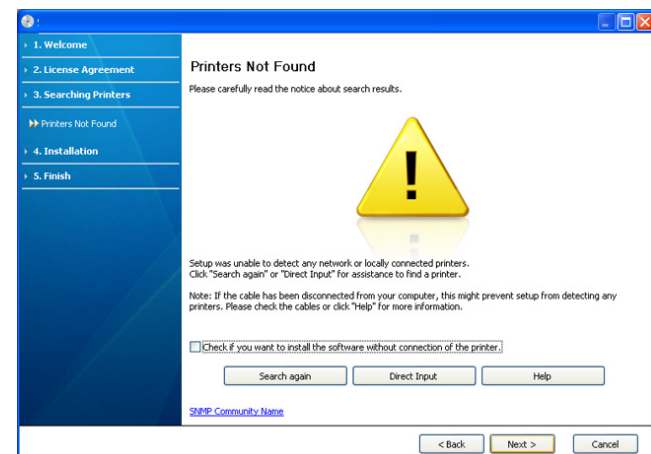 1. Welcome
2. License Agreement
3. Searching Printers
Printers Not Found
4. Installation
5. Finish
Printers Not Found
Please carefully read the notice about search results.
Setup was unable to detect any network or locally connected printers.
Click "Search again" or "Direct Input" for assistance to find a printer.
Note: If the cable has been disconnected from your computer, this might prevent setup from detecting any
printers. Please check the cables or click "Help" for more information.
Check if you want to install the software without connection of the printer.
Search again
Direct Input
Help
SNMP Community Name
< Back
Next >
Cancel